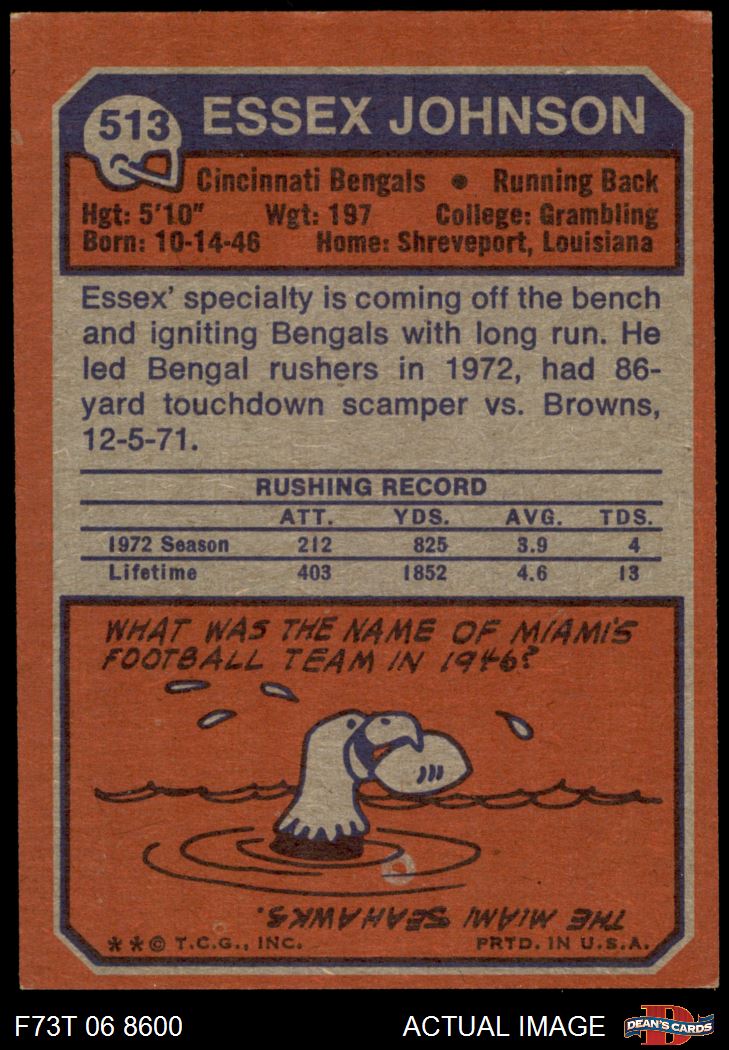 513 ESSEX JOHNSON
Cincinnati Bengals • Running Back
Hgt: 5'10" Wgt: 197 College: Grambling
Born: 10-14-46 Home: Shreveport, Louisiana
Essex' specialty is coming off the bench
and igniting Bengals with long run. He
led Bengal rushers in 1972, had 86-
yard touchdown scamper vs. Browns,
12-5-71.
RUSHING RECORD
ATT. YDS. AVG. TDS.
1972 Season 212 825 3.9 4
Lifetime 403 1852 4.6 13
WHAT WAS THE NAME OF MIAMI'S
FOOTBALL TEAM IN 1946?
THE MIAMI SEAHAWKS.
** © T.C.G., INC. PRTD. IN U.S.A.
F73T 06 8600 ACTUAL IMAGE D DEAN'S CARDS